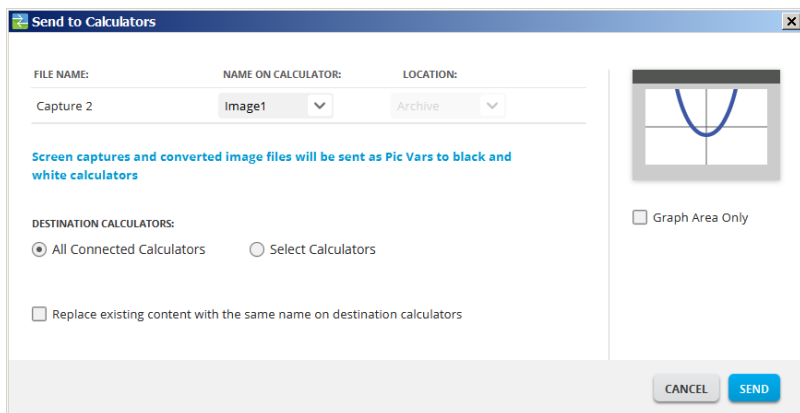 Send to Calculators
FILE NAME: NAME ON CALCULATOR: LOCATION:
Capture 2 Image1 Archive
Screen captures and converted image files will be sent as Pic Vars to black and
white calculators
DESTINATION CALCULATORS:
All Connected Calculators Select Calculators
Graph Area Only
Replace existing content with the same name on destination calculators
CANCEL SEND